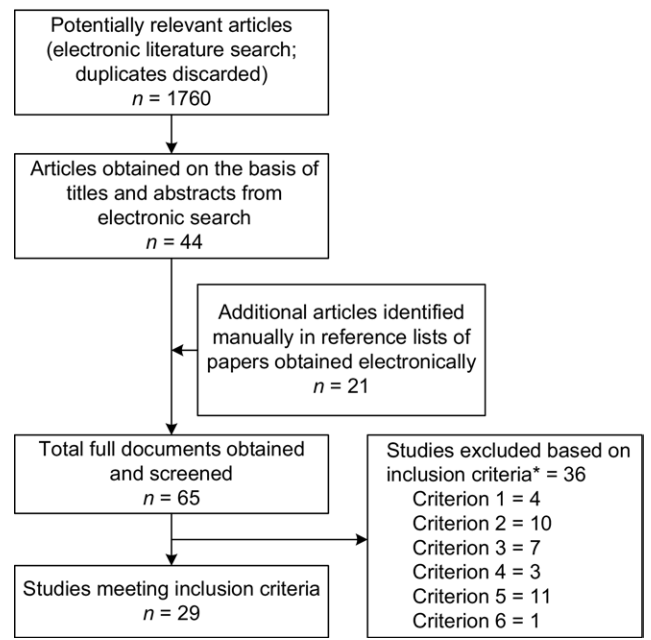 Potentially relevant articles
(electronic literature search;
duplicates discarded)
n = 1760
Articles obtained on the basis of
titles and abstracts from
electronic search
n = 44
Additional articles identified
manually in reference lists of
papers obtained electronically
n = 21
Total full documents obtained
and screened
n = 65
Studies excluded based on
inclusion criteria* = 36
Criterion 1 = 4
Criterion 2 = 10
Criterion 3 = 7
Criterion 4 = 3
Criterion 5 = 11
Criterion 6 = 1
Studies meeting inclusion criteria
n = 29